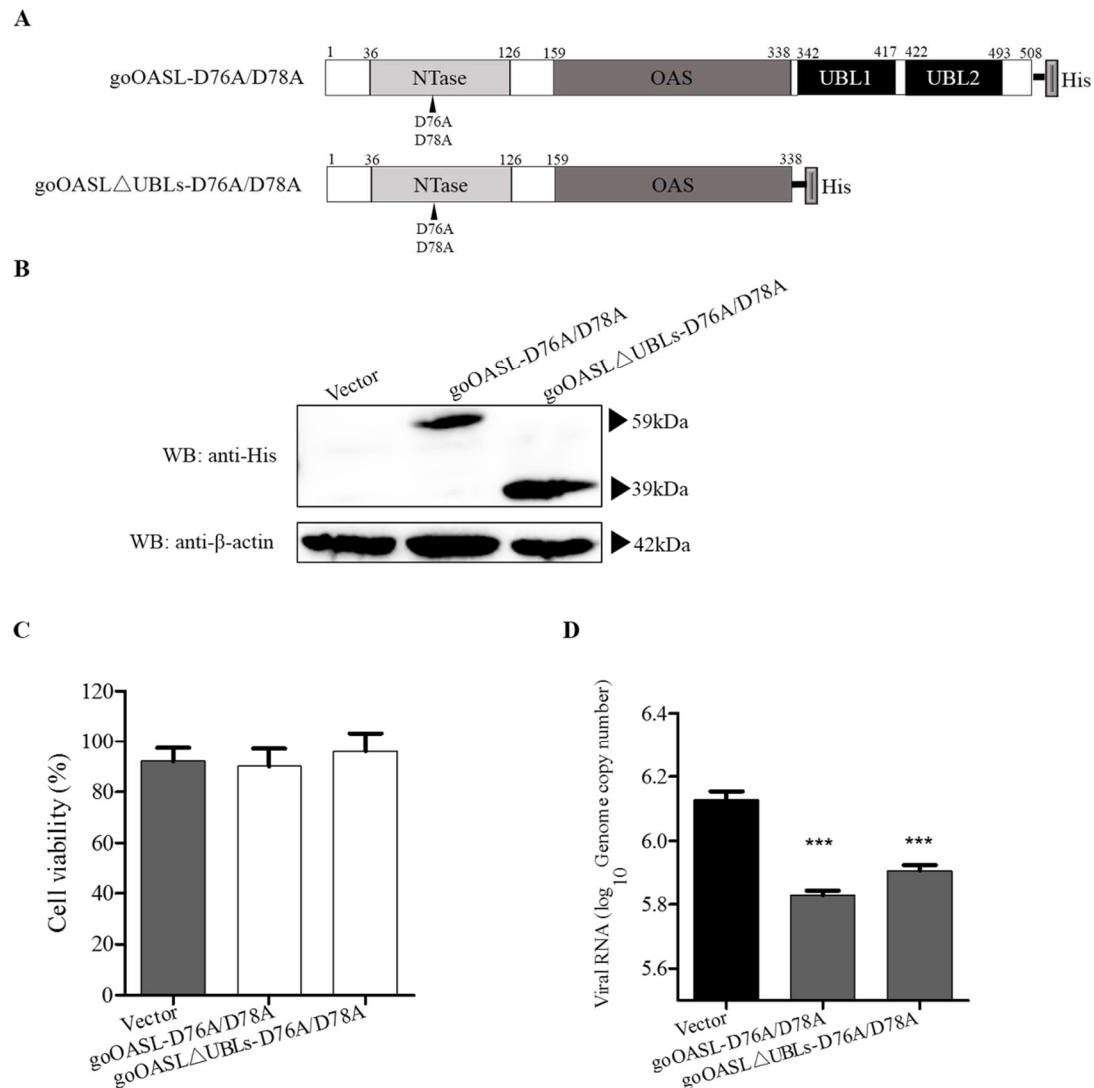 A
1 36 126 159 338 342 417 422 493 508
goOASL-D76A/D78A NTase OAS UBL1 UBL2 His
D76A
D78A
1 36 126 159 338
goOASL△UBLs-D76A/D78A NTase OAS His
D76A
D78A
B
Vector goOASL-D76A/D78A goOASL△UBLs-D76A/D78A
59kDa
WB: anti-His
39kDa
WB: anti-β-actin 42kDa
C
Cell viability (%)
120
100
80
60
40
20
0
Vector
goOASL-D76A/D78A
goOASL△UBLs-D76A/D78A
D
Viral RNA (log10 Genome copy number)
6.4
6.2
6.0
5.8
5.6
*** ***
Vector
goOASL-D76A/D78A
goOASL△UBLs-D76A/D78A